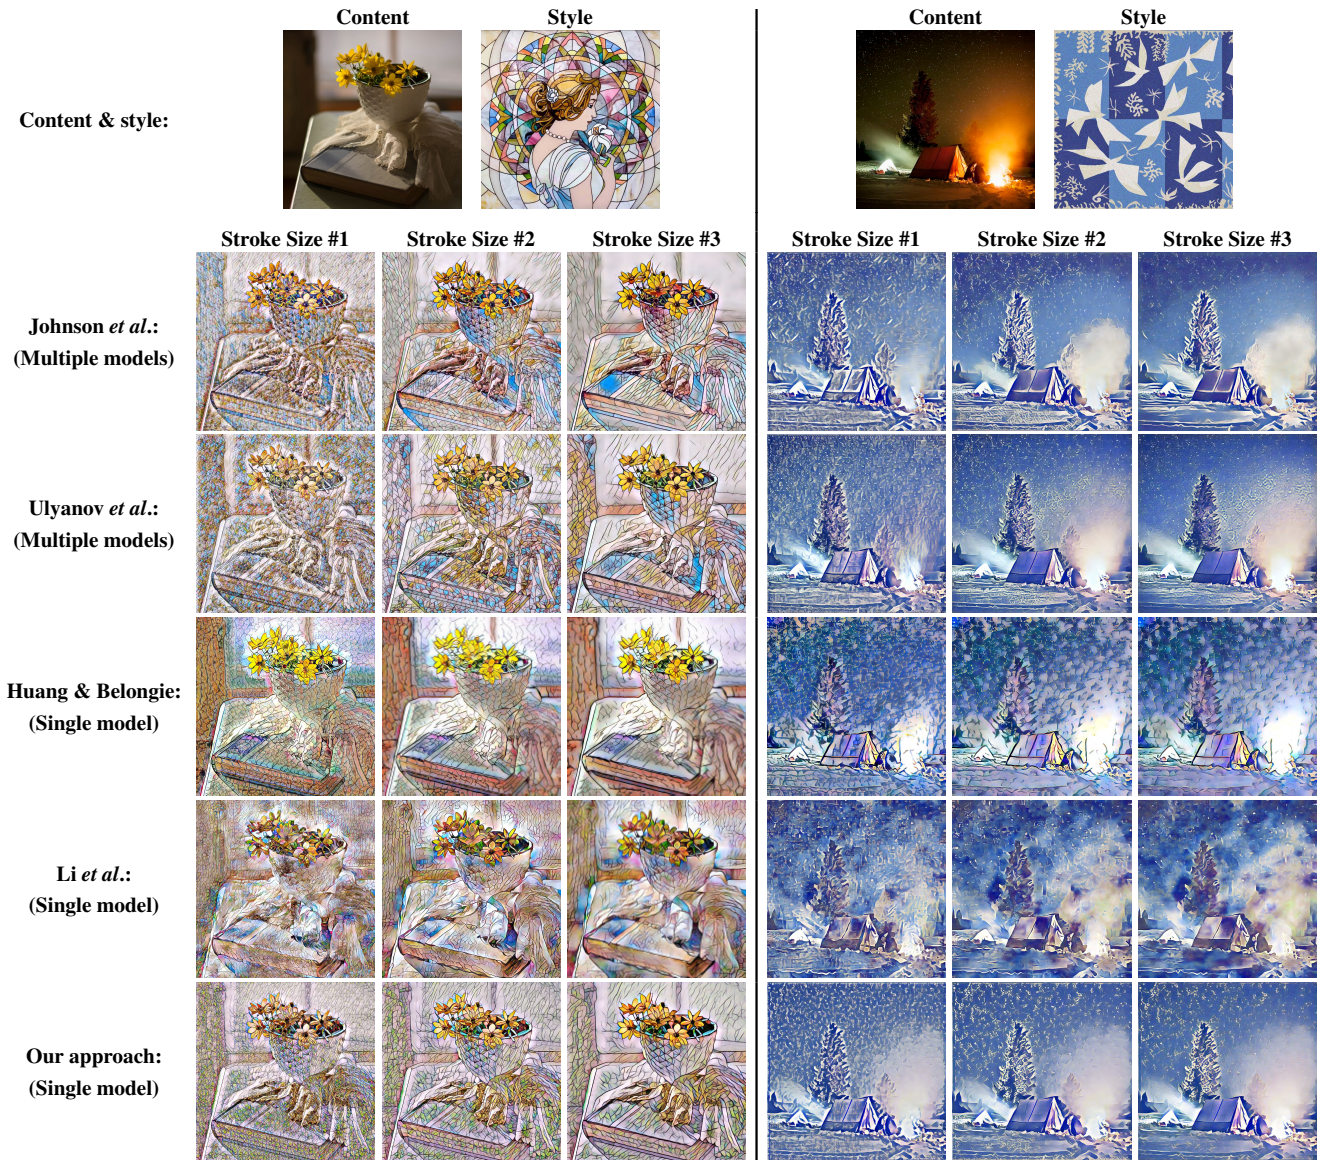 Content Style Content Style
Content & style:
Stroke Size #1 Stroke Size #2 Stroke Size #3 Stroke Size #1 Stroke Size #2 Stroke Size #3
Johnson et al.:
(Multiple models)
Ulyanov et al.:
(Multiple models)
Huang & Belongie:
(Single model)
Li et al.:
(Single model)
Our approach:
(Single model)